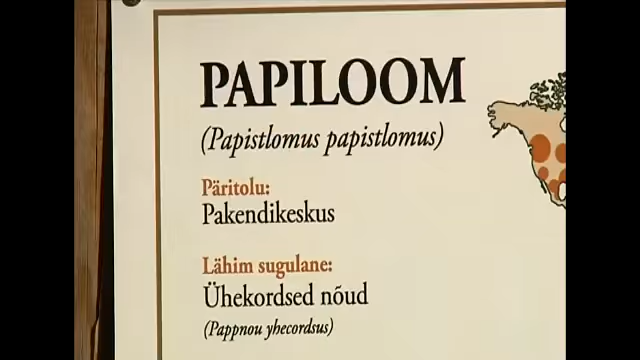 PAPILOOM
(Papistlomus papistlomus)
Päritolu:
Pakendikeskus
Lähim sugulane:
Ühekordsed nõud
(Pappnou yhecordsus)